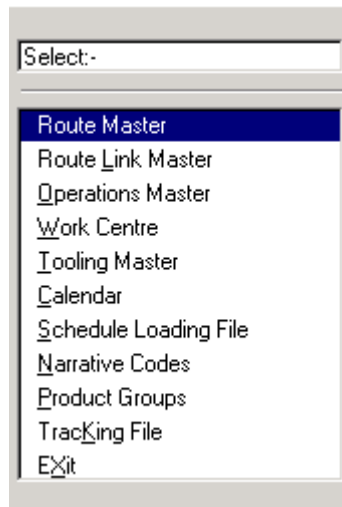 Select:-
Route Master
Route Link Master
Operations Master
Work Centre
Tooling Master
Calendar
Schedule Loading File
Narrative Codes
Product Groups
TracKing File
EXit